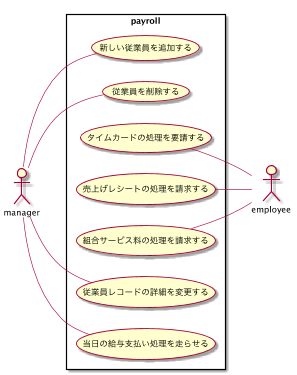 payroll
新しい従業員を追加する
従業員を削除する
タイムカードの処理を要請する
売上げレシートの処理を請求する
組合サービス料の処理を請求する
従業員レコードの詳細を変更する
当日の給与支払い処理を走らせる
manager
employee